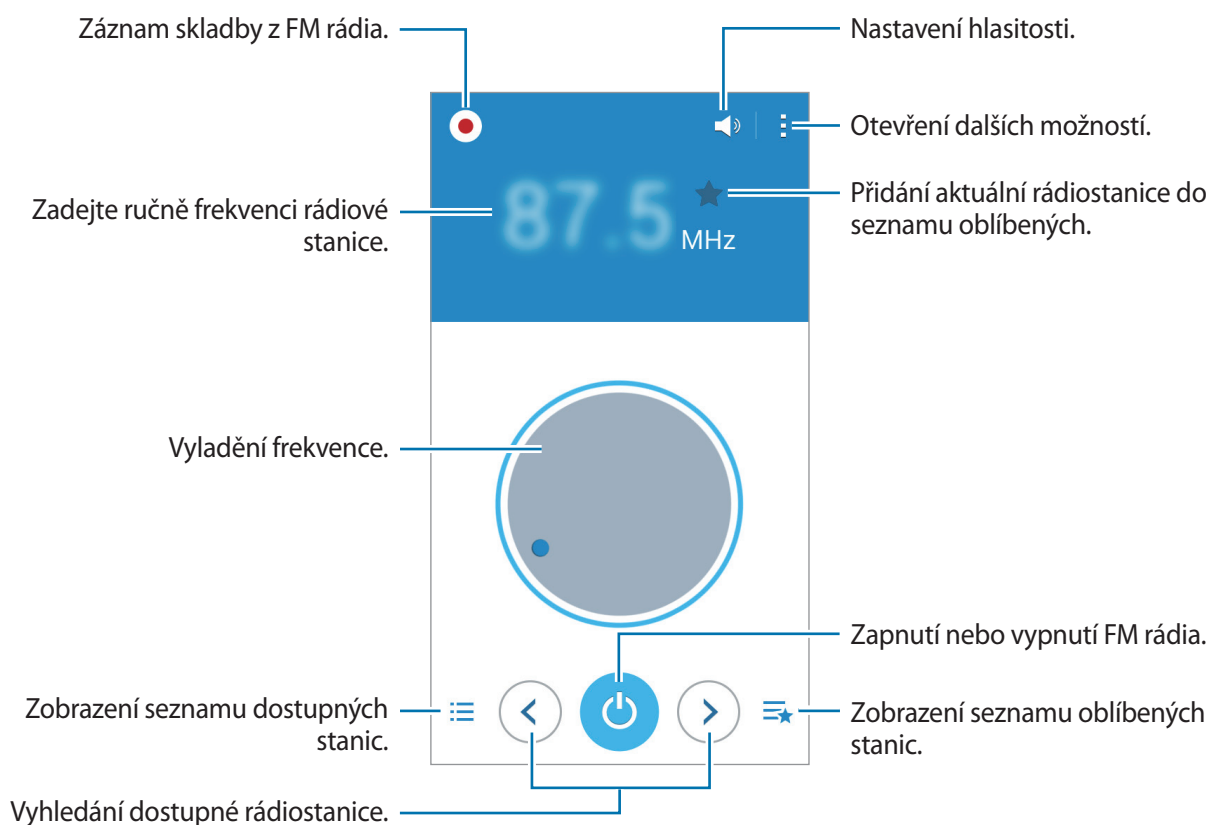 Záznam skladby z FM rádia.
Nastavení hlasitosti.
Otevření dalších možností.
Zadejte ručně frekvenci rádiové
stanice.
87.5
MHz
Přidání aktuální rádiostanice do
seznamu oblíbených.
Vyladění frekvence.
Zapnutí nebo vypnutí FM rádia.
Zobrazení seznamu dostupných
stanic.
Zobrazení seznamu oblíbených
stanic.
Vyhledání dostupné rádiostanice.